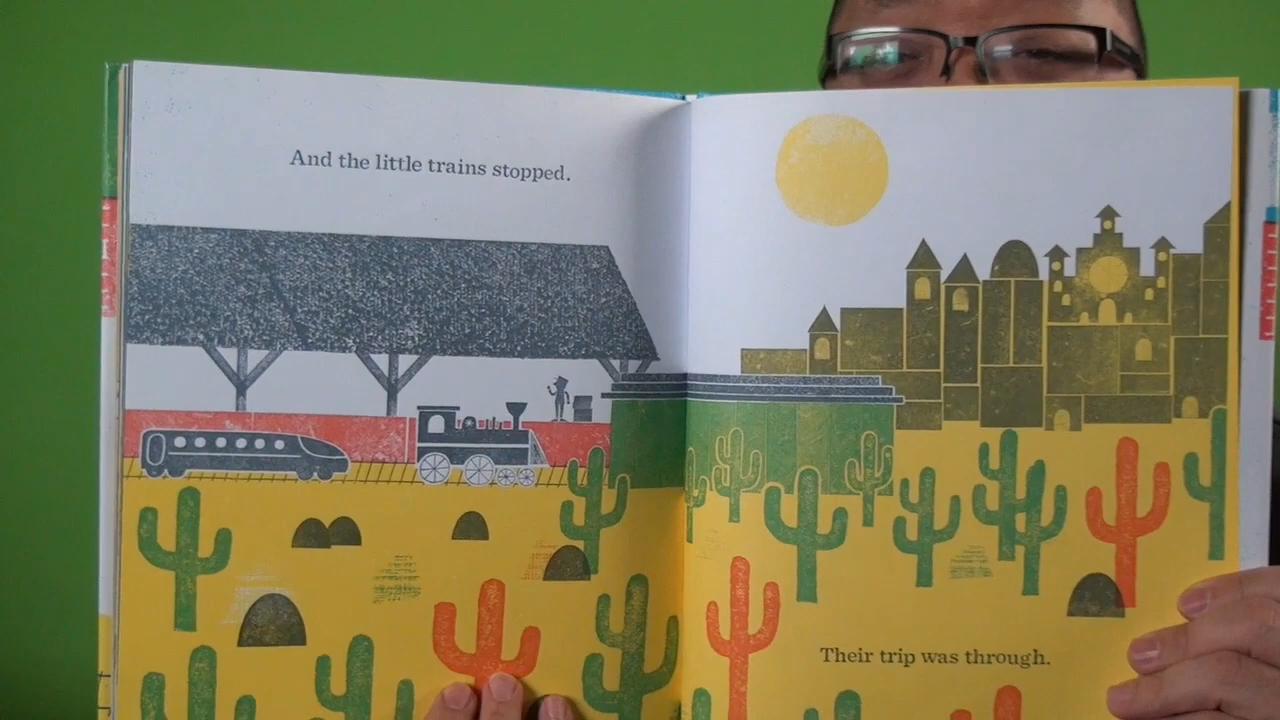 And the little trains stopped.
Their trip was through.